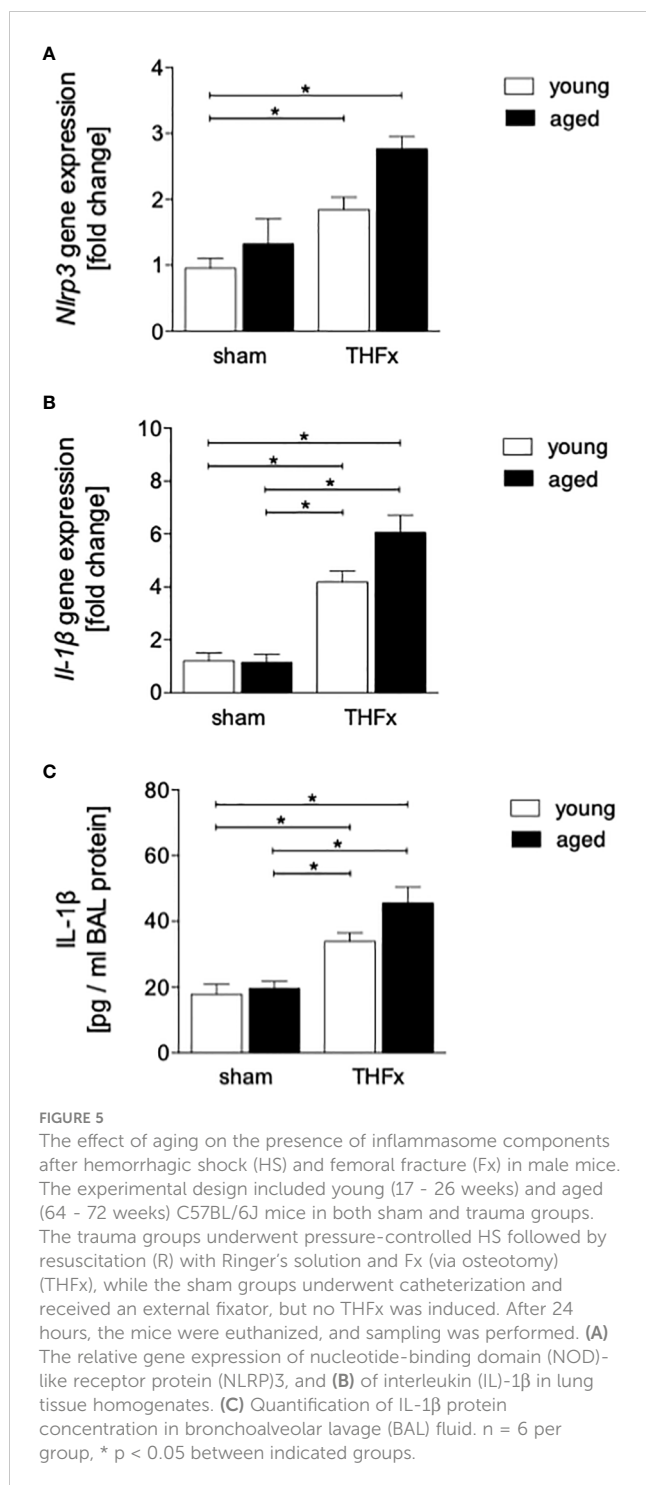 A
Nlrp3 gene expression
[fold change]
4
3
2
1
0
*
*
sham
THFx
young
aged
B
Il-1β gene expression
[fold change]
10
8
6
4
2
0
*
*
*
*
sham
THFx
young
aged
C
IL-1β
[pg / ml BAL protein]
80
60
40
20
0
*
*
*
*
sham
THFx
young
aged
FIGURE 5
The effect of aging on the presence of inflammasome components
after hemorrhagic shock (HS) and femoral fracture (Fx) in male mice.
The experimental design included young (17 - 26 weeks) and aged
(64 - 72 weeks) C57BL/6J mice in both sham and trauma groups.
The trauma groups underwent pressure-controlled HS followed by
resuscitation (R) with Ringer's solution and Fx (via osteotomy)
(THFx), while the sham groups underwent catheterization and
received an external fixator, but no THFx was induced. After 24
hours, the mice were euthanized, and sampling was performed. (A)
The relative gene expression of nucleotide-binding domain (NOD)-
like receptor protein (NLRP)3, and (B) of interleukin (IL)-1β in lung
tissue homogenates. (C) Quantification of IL-1β protein
concentration in bronchoalveolar lavage (BAL) fluid. n = 6 per
group, * p < 0.05 between indicated groups.